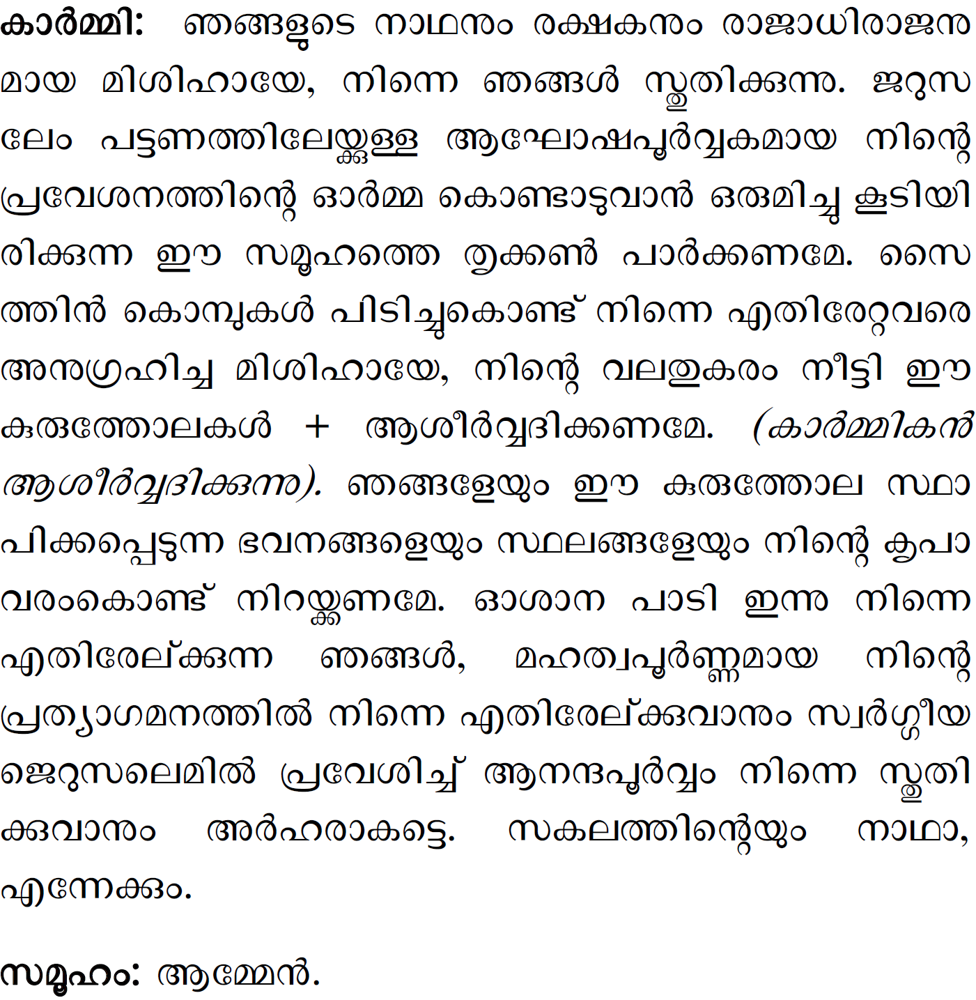 കാർമ്മി: ഞങ്ങളുടെ നാഥനും രക്ഷകനും രാജാധിരാജനു
മായ മിശിഹായേ, നിന്നെ ഞങ്ങൾ സ്തുതിക്കുന്നു. ജറുസ
ലേം പട്ടണത്തിലേയ്ക്കുള്ള ആഘോഷപൂർവ്വകമായ നിന്റെ
പ്രവേശനത്തിന്റെ ഓർമ്മ കൊണ്ടാടുവാൻ ഒരുമിച്ചു കൂടിയി
രിക്കുന്ന ഈ സമൂഹത്തെ തൃക്കൺ പാർക്കണമേ. സൈ
ത്തിൻ കൊമ്പുകൾ പിടിച്ചുകൊണ്ട് നിന്നെ എതിരേറ്റവരെ
അനുഗ്രഹിച്ച മിശിഹായേ, നിന്റെ വലതുകരം നീട്ടി ഈ
കുരുത്തോലകൾ + ആശീർവ്വദിക്കണമേ. (കാർമ്മികൻ
ആശീർവ്വദിക്കുന്നു). ഞങ്ങളേയും ഈ കുരുത്തോല സ്ഥാ
പിക്കപ്പെടുന്ന ഭവനങ്ങളെയും സ്ഥലങ്ങളേയും നിന്റെ കൃപാ
വരംകൊണ്ട് നിറയ്ക്കണമേ. ഓശാന പാടി ഇന്നു നിന്നെ
എതിരേല്ക്കുന്ന ഞങ്ങൾ, മഹത്വപൂർണ്ണമായ നിന്റെ
പ്രത്യാഗമനത്തിൽ നിന്നെ എതിരേല്ക്കുവാനും സ്വർഗ്ഗീയ
ജെറുസലെമിൽ പ്രവേശിച്ച് ആനന്ദപൂർവ്വം നിന്നെ സ്തുതി
ക്കുവാനും അർഹരാകട്ടെ. സകലത്തിന്റെയും നാഥാ,
എന്നേക്കും.
സമൂഹം: ആമ്മേൻ.